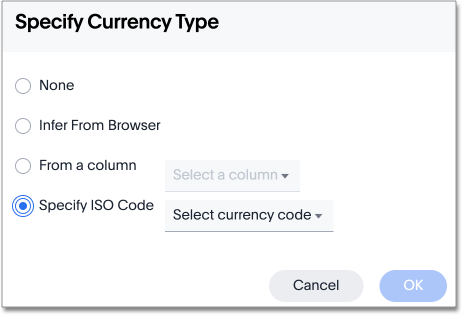 Specify Currency Type
None
Infer From Browser
From a column
Select a column
Specify ISO Code
Select currency code
Cancel
OK